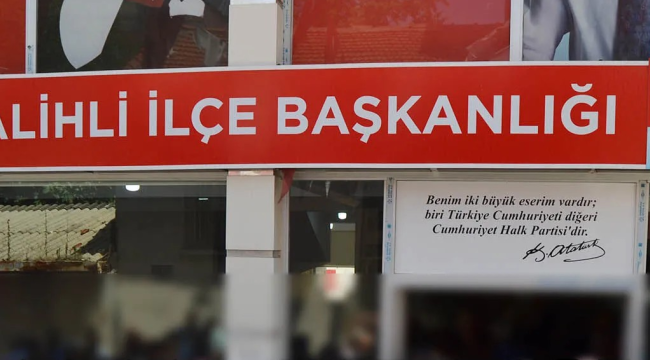 ALİHLİ İLÇE BAŞKANLIĞI
Benim iki büyük eserim vardır;
biri Türkiye Cumhuriyeti diğeri
Cumhuriyet Halk Partisi'dir.
K. Atatürk